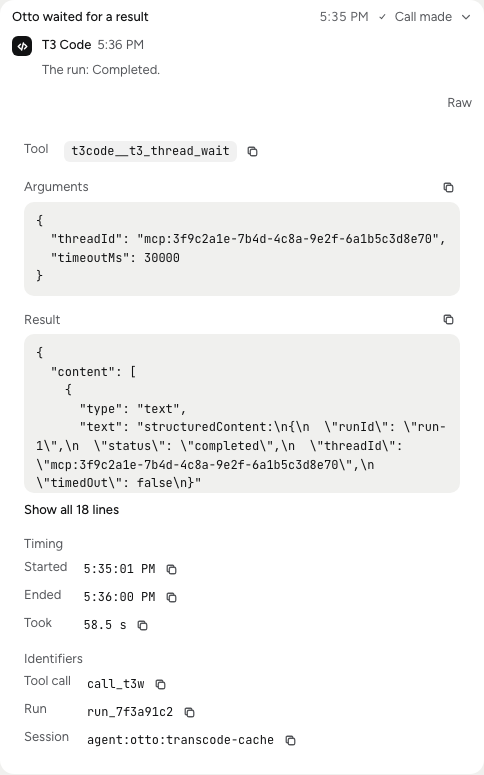 Otto waited for a result 5:35 PM ✓ Call made
T3 Code 5:36 PM
The run: Completed.
Raw
Tool t3code__t3_thread_wait
Arguments
{
  "threadId": "mcp:3f9c2a1e-7b4d-4c8a-9e2f-6a1b5c3d8e70",
  "timeoutMs": 30000
}
Result
{
  "content": [
    {
      "type": "text",
      "text": "structuredContent:\n{\n  \"runId\": \"run-
1\",\n  \"status\": \"completed\",\n  \"threadId\":
\"mcp:3f9c2a1e-7b4d-4c8a-9e2f-6a1b5c3d8e70\",\n
\"timedOut\": false\n}"
Show all 18 lines
Timing
Started 5:35:01 PM
Ended 5:36:00 PM
Took 58.5 s
Identifiers
Tool call call_t3w
Run run_7f3a91c2
Session agent:otto:transcode-cache